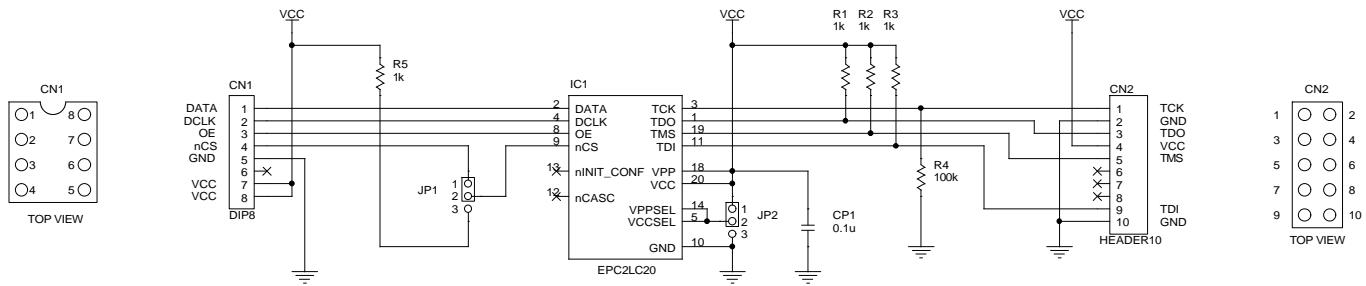 VCC
VCC
VCC
R1
1k
R2
1k
R3
1k
R5
1k
CN1
1
2
3
4
8
7
6
5
TOP VIEW
CN1
DATA
DCLK
OE
nCS
GND
VCC
VCC
1
2
3
4
5
6
7
8
DIP8
JP1
1
2
3
IC1
2
4
8
9
13
12
DATA
DCLK
OE
nCS
nINIT_CONF
nCASC
TCK
TDO
TMS
TDI
VPP
VCC
VPPSEL
VCCSEL
GND
3
1
19
11
18
20
14
5
10
EPC2LC20
JP2
1
2
3
CP1
0.1u
R4
100k
CN2
1
2
3
4
5
6
7
8
9
10
TCK
GND
TDO
VCC
TMS
TDI
GND
HEADER10
CN2
1 2
3 4
5 6
7 8
9 10
TOP VIEW